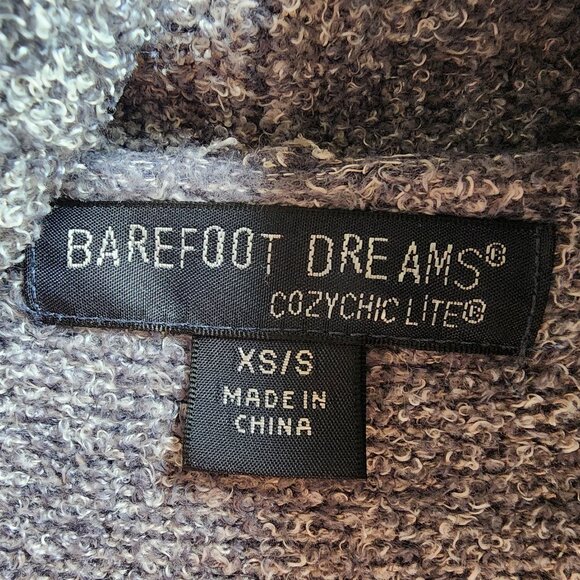 BAREFOOT DREAMS®
COZYCHIC LITE®
XS/S
MADE IN
CHINA